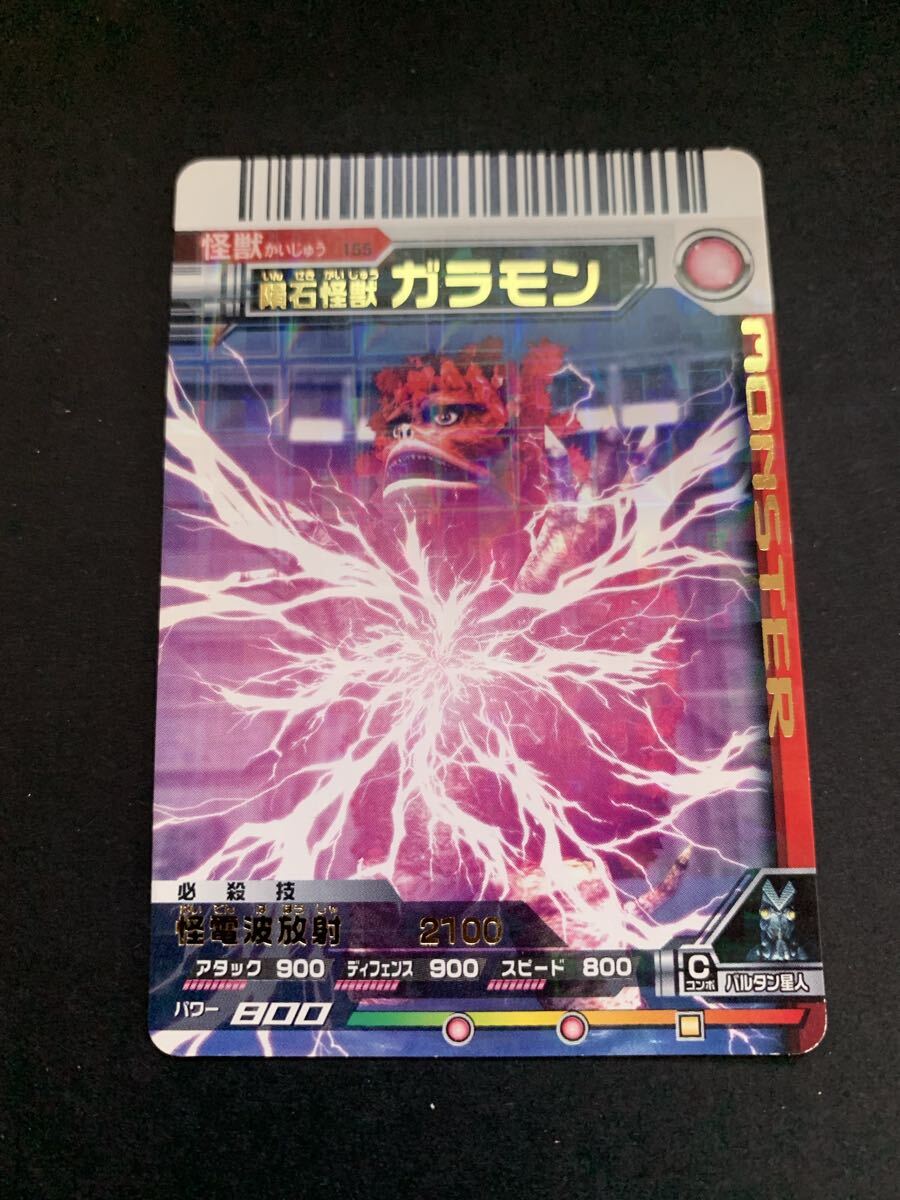 怪獣 かいじゅう 155
いん せき かい じゅう
隕石怪獣 ガラモン
MONSTER
必殺技
かい でん ぱ ほう しゃ
怪電波放射 2100
アタック 900 ディフェンス 900 スピード 800
C
コンボ バルタン星人
パワー 800